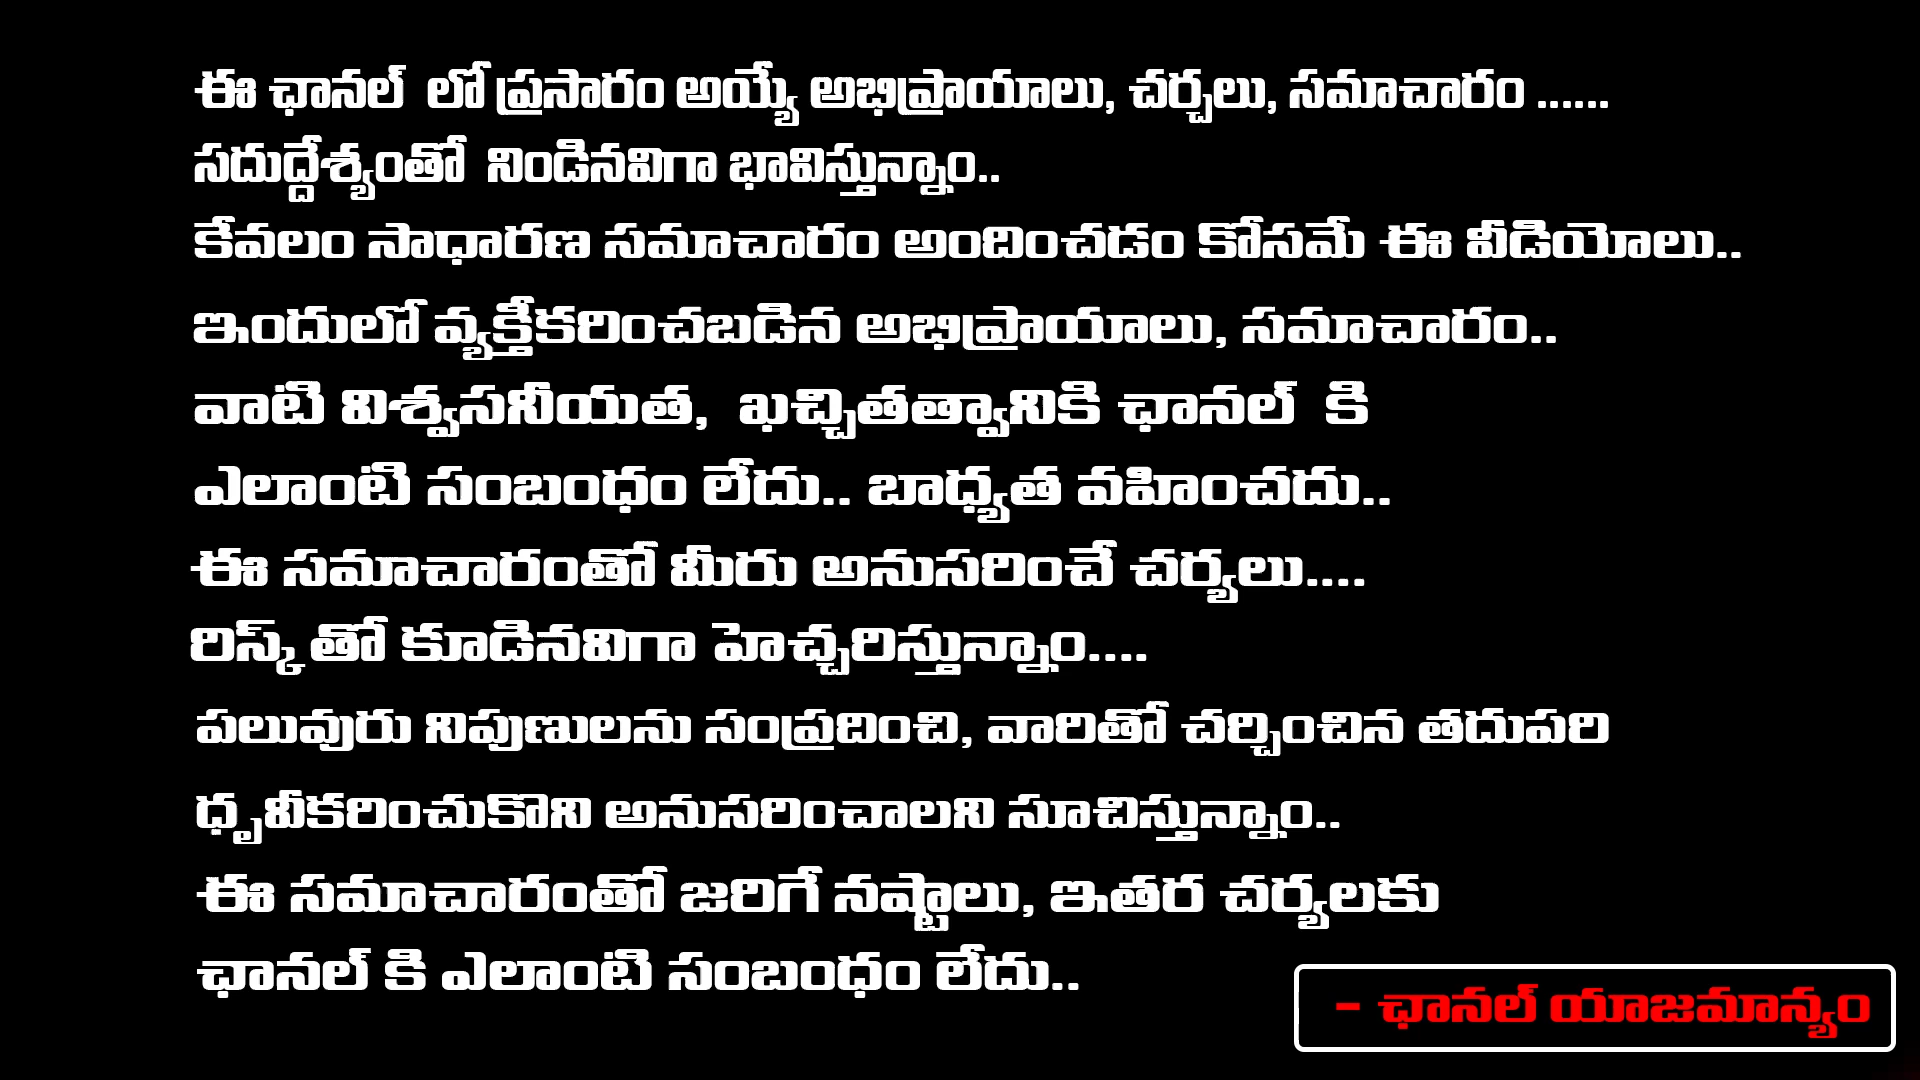 ఈ ఛానల్ లో ప్రసారం అయ్యే అభిప్రాయాలు, చర్చలు, సమాచారం ......
సదుద్దేశ్యంతో నిండినవిగా భావిస్తున్నాం..
కేవలం సాధారణ సమాచారం అందించడం కోసమే ఈ వీడియోలు..
ఇందులో వ్యక్తీకరించబడిన అభిప్రాయాలు, సమాచారం..
వాటి విశ్వసనీయత, ఖచ్చితత్వానికి ఛానల్ కి
ఎలాంటి సంబంధం లేదు.. బాధ్యత వహించదు..
ఈ సమాచారంతో మీరు అనుసరించే చర్యలు....
రిస్క్ తో కూడినవిగా హెచ్చరిస్తున్నాం....
పలువురు నిపుణులను సంప్రదించి, వారితో చర్చించిన తదుపరి
ధృవీకరించుకొని అనుసరించాలని సూచిస్తున్నాం..
ఈ సమాచారంతో జరిగే నష్టాలు, ఇతర చర్యలకు
ఛానల్ కి ఎలాంటి సంబంధం లేదు..
- ఛానల్ యాజమాన్యం